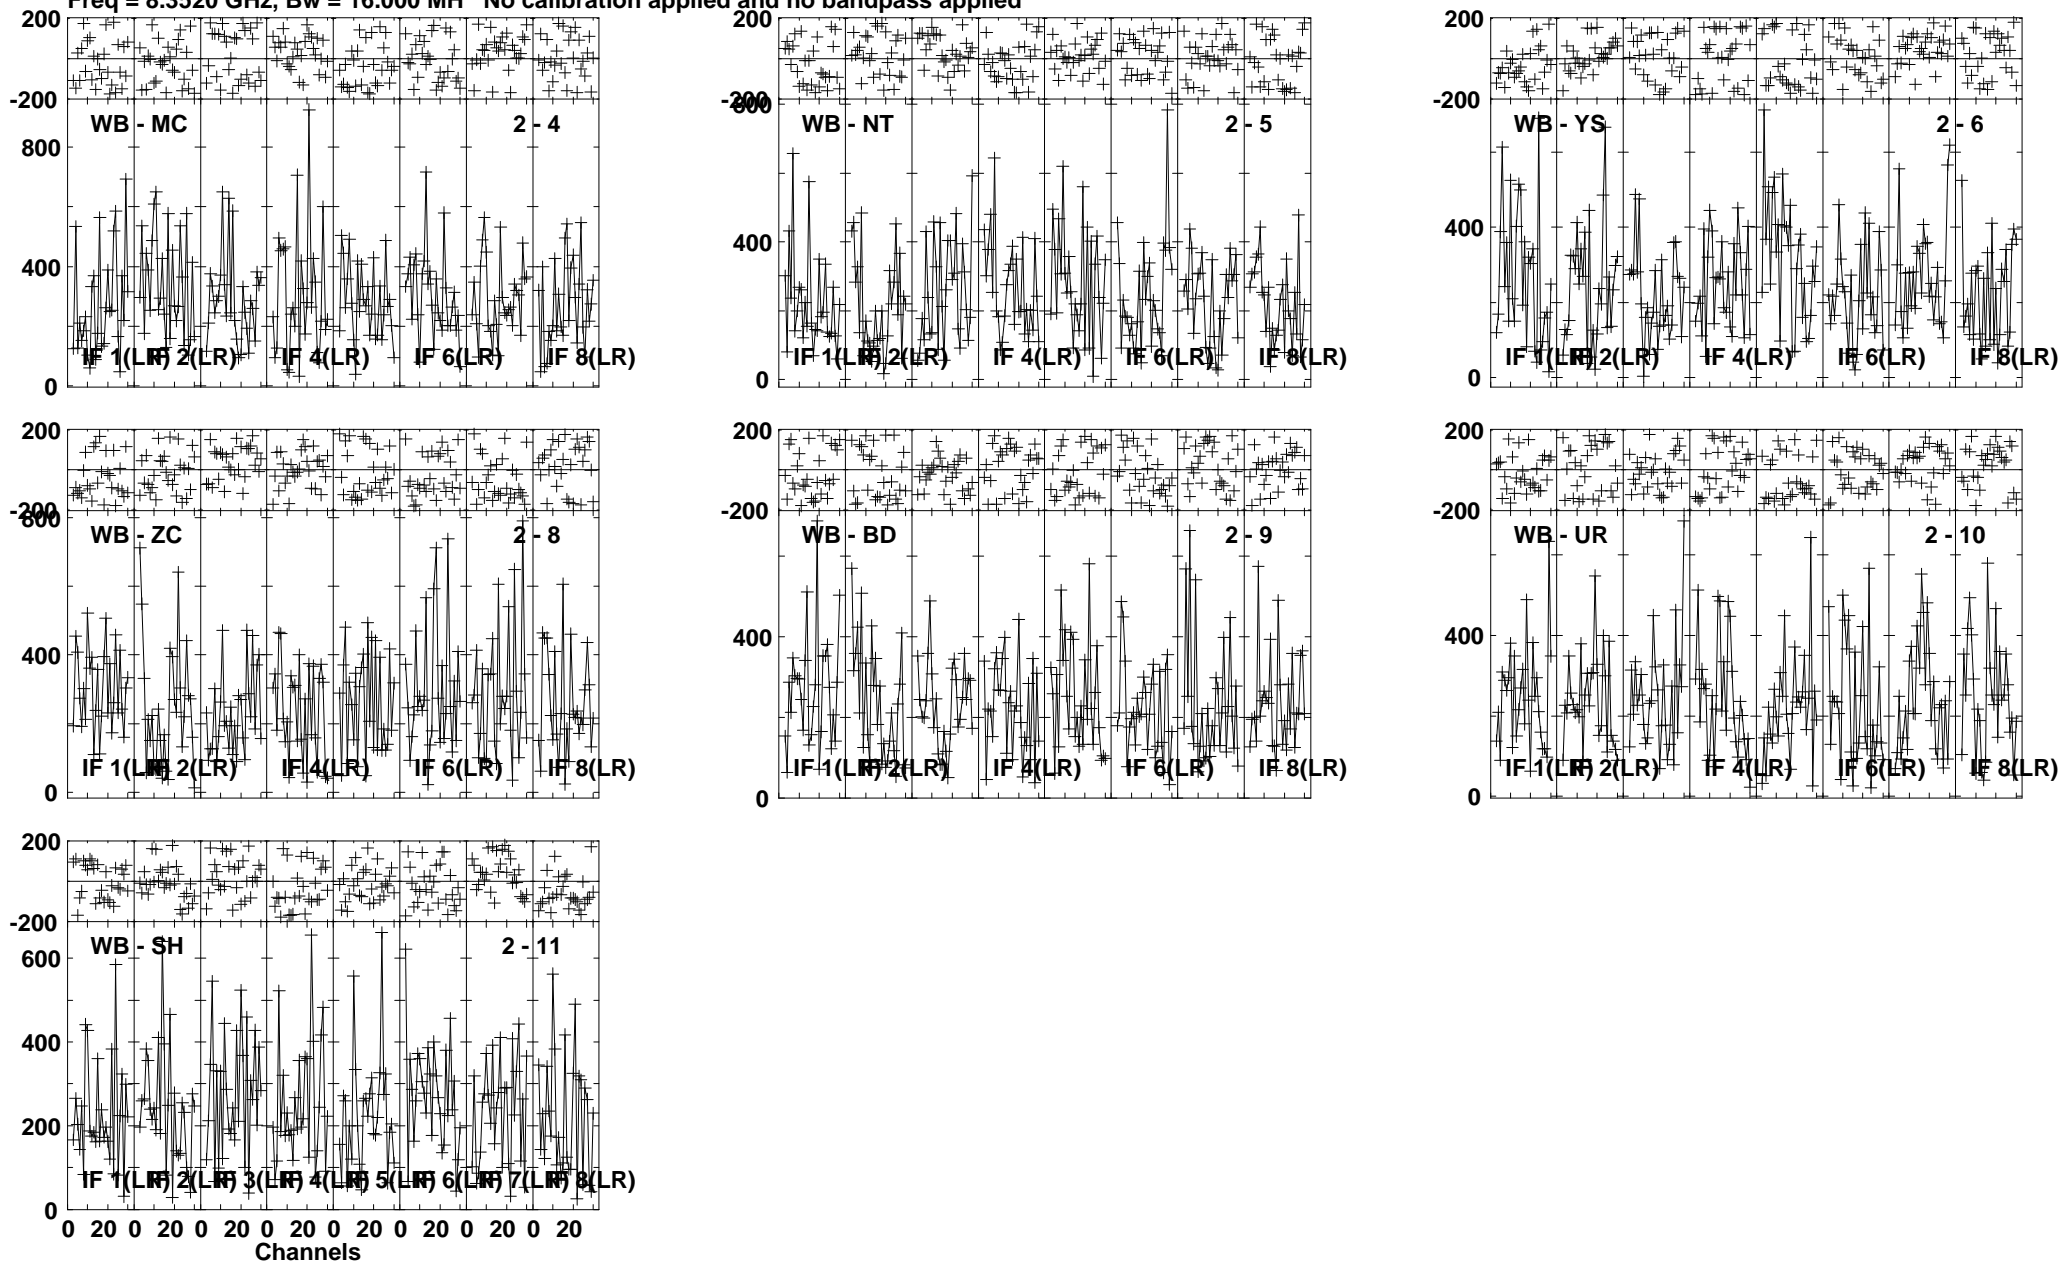 Freq = 8.3520 GHz, Bw = 16.000 MH No calibration applied and no bandpass applied
200
-200
WB - MC 2 - 4
800
400
0
IF 1(LR) IF 2(LR) IF 4(LR) IF 6(LR) IF 8(LR)
-200
800
WB - NT 2 - 5
400
0
IF 1(LR) IF 2(LR) IF 4(LR) IF 6(LR) IF 8(LR)
200
-200
WB - YS 2 - 6
400
0
IF 1(LR) IF 2(LR) IF 4(LR) IF 6(LR) IF 8(LR)
200
-200
800
WB - ZC 2 - 8
400
0
IF 1(LR) IF 2(LR) IF 4(LR) IF 6(LR) IF 8(LR)
200
-200
WB - BD 2 - 9
400
0
IF 1(LR) IF 2(LR) IF 4(LR) IF 6(LR) IF 8(LR)
200
-200
WB - UR 2 - 10
400
0
IF 1(LR) IF 2(LR) IF 4(LR) IF 6(LR) IF 8(LR)
200
-200
WB - SH 2 - 11
600
400
200
0
IF 1(LR) IF 2(LR) IF 3(LR) IF 4(LR) IF 5(LR) IF 6(LR) IF 7(LR) IF 8(LR)
0 20 0 20 0 20 0 20 0 20 0 20 0 20 0 20
Channels